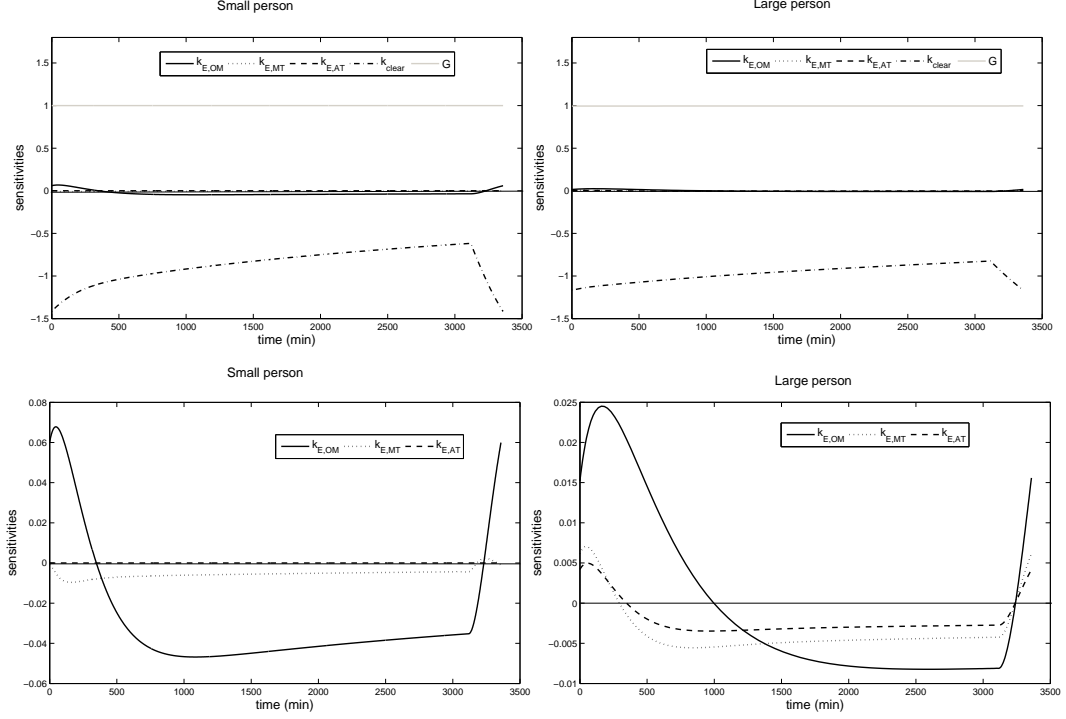 Small person
sensitivities
1.5
1
0.5
0
−0.5
−1
−1.5
k_E,OM k_E,MT k_E,AT k_clear G
0 500 1000 1500 2000 2500 3000 3500
time (min)
Large person
sensitivities
1.5
1
0.5
0
−0.5
−1
−1.5
k_E,OM k_E,MT k_E,AT k_clear G
0 500 1000 1500 2000 2500 3000 3500
time (min)
Small person
sensitivities
0.08
0.06
0.04
0.02
0
−0.02
−0.04
−0.06
k_E,OM k_E,MT k_E,AT
0 500 1000 1500 2000 2500 3000 3500
time (min)
Large person
sensitivities
0.025
0.02
0.015
0.01
0.005
0
−0.005
−0.01
k_E,OM k_E,MT k_E,AT
0 500 1000 1500 2000 2500 3000 3500
time (min)